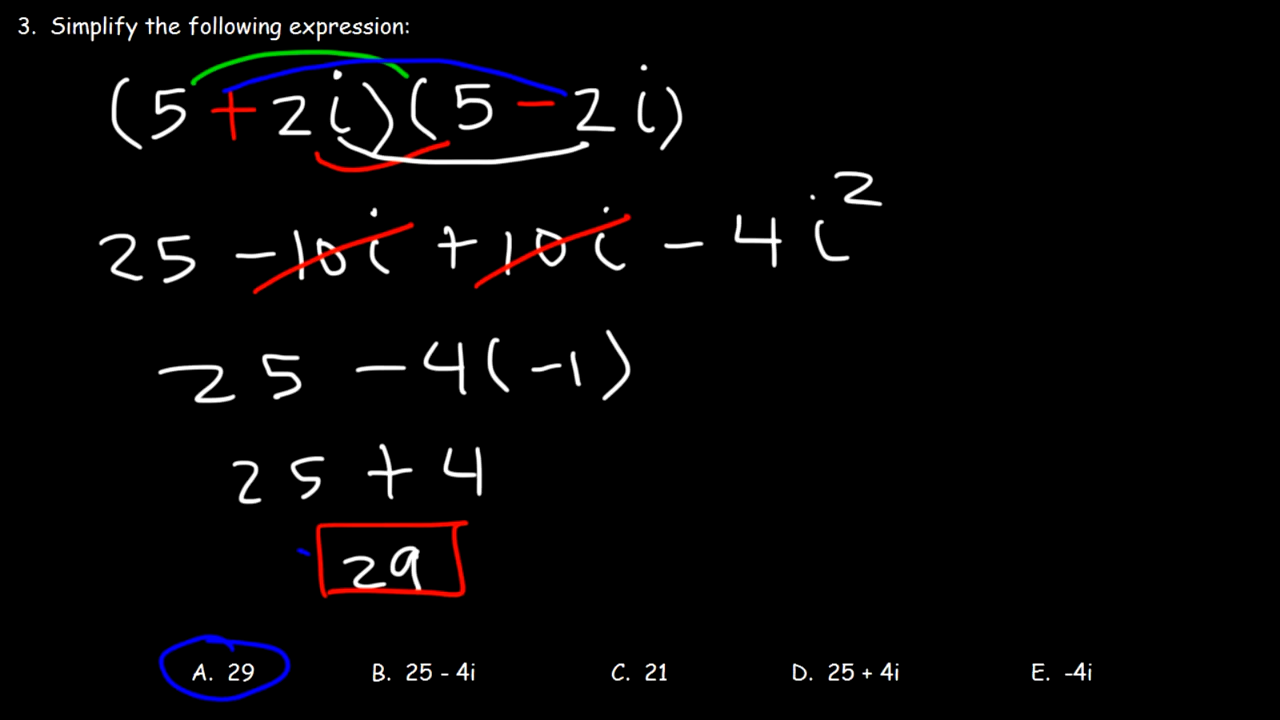 3. Simplify the following expression:
(5 + 2i)(5 - 2i)
25 - 10i + 10i - 4i²
25 - 4(-1)
25 + 4
29
A. 29 B. 25 - 4i C. 21 D. 25 + 4i E. -4i